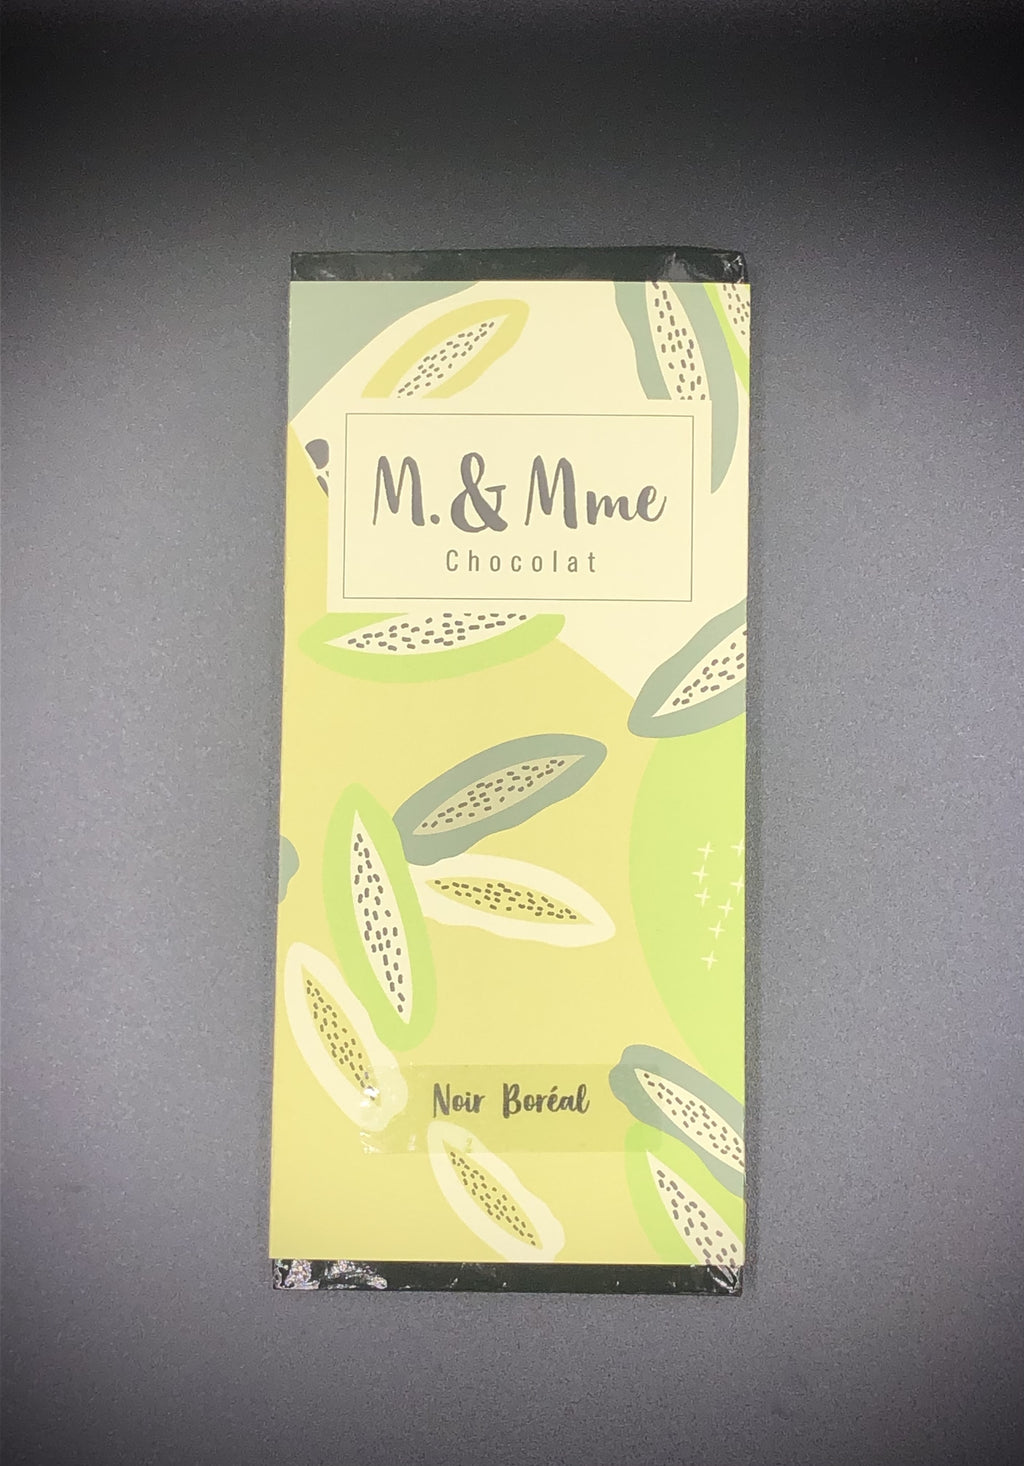 M. & Mme
Chocolat
Noir Boréal